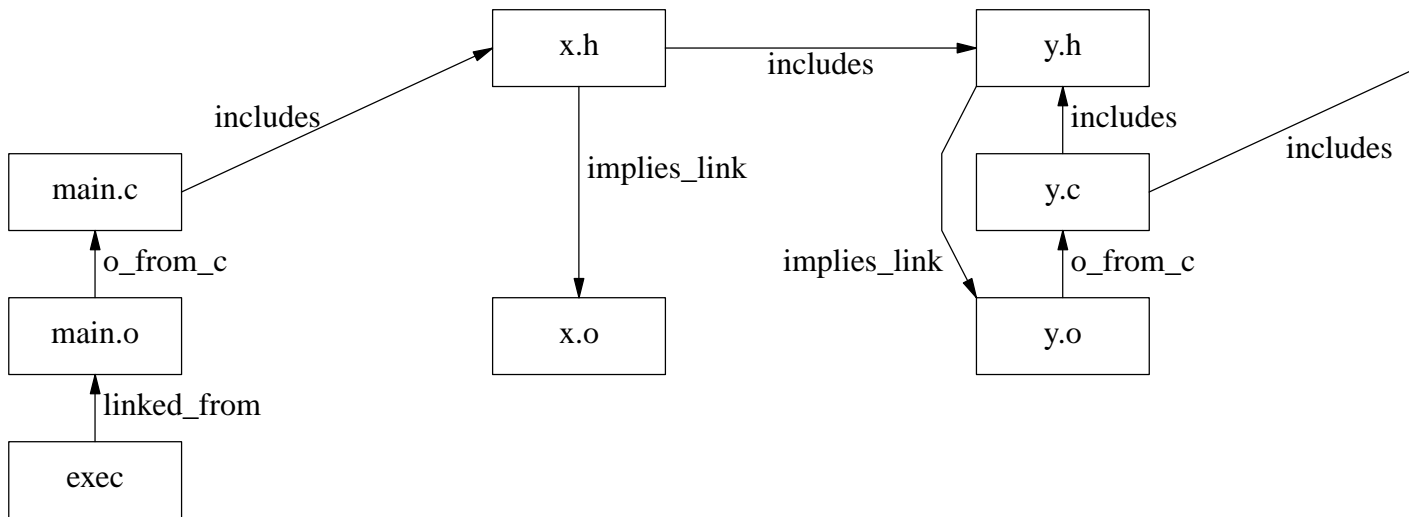 x.h
y.h
includes
includes
includes
includes
main.c
implies_link
y.c
o_from_c
implies_link
o_from_c
main.o
x.o
y.o
linked_from
exec